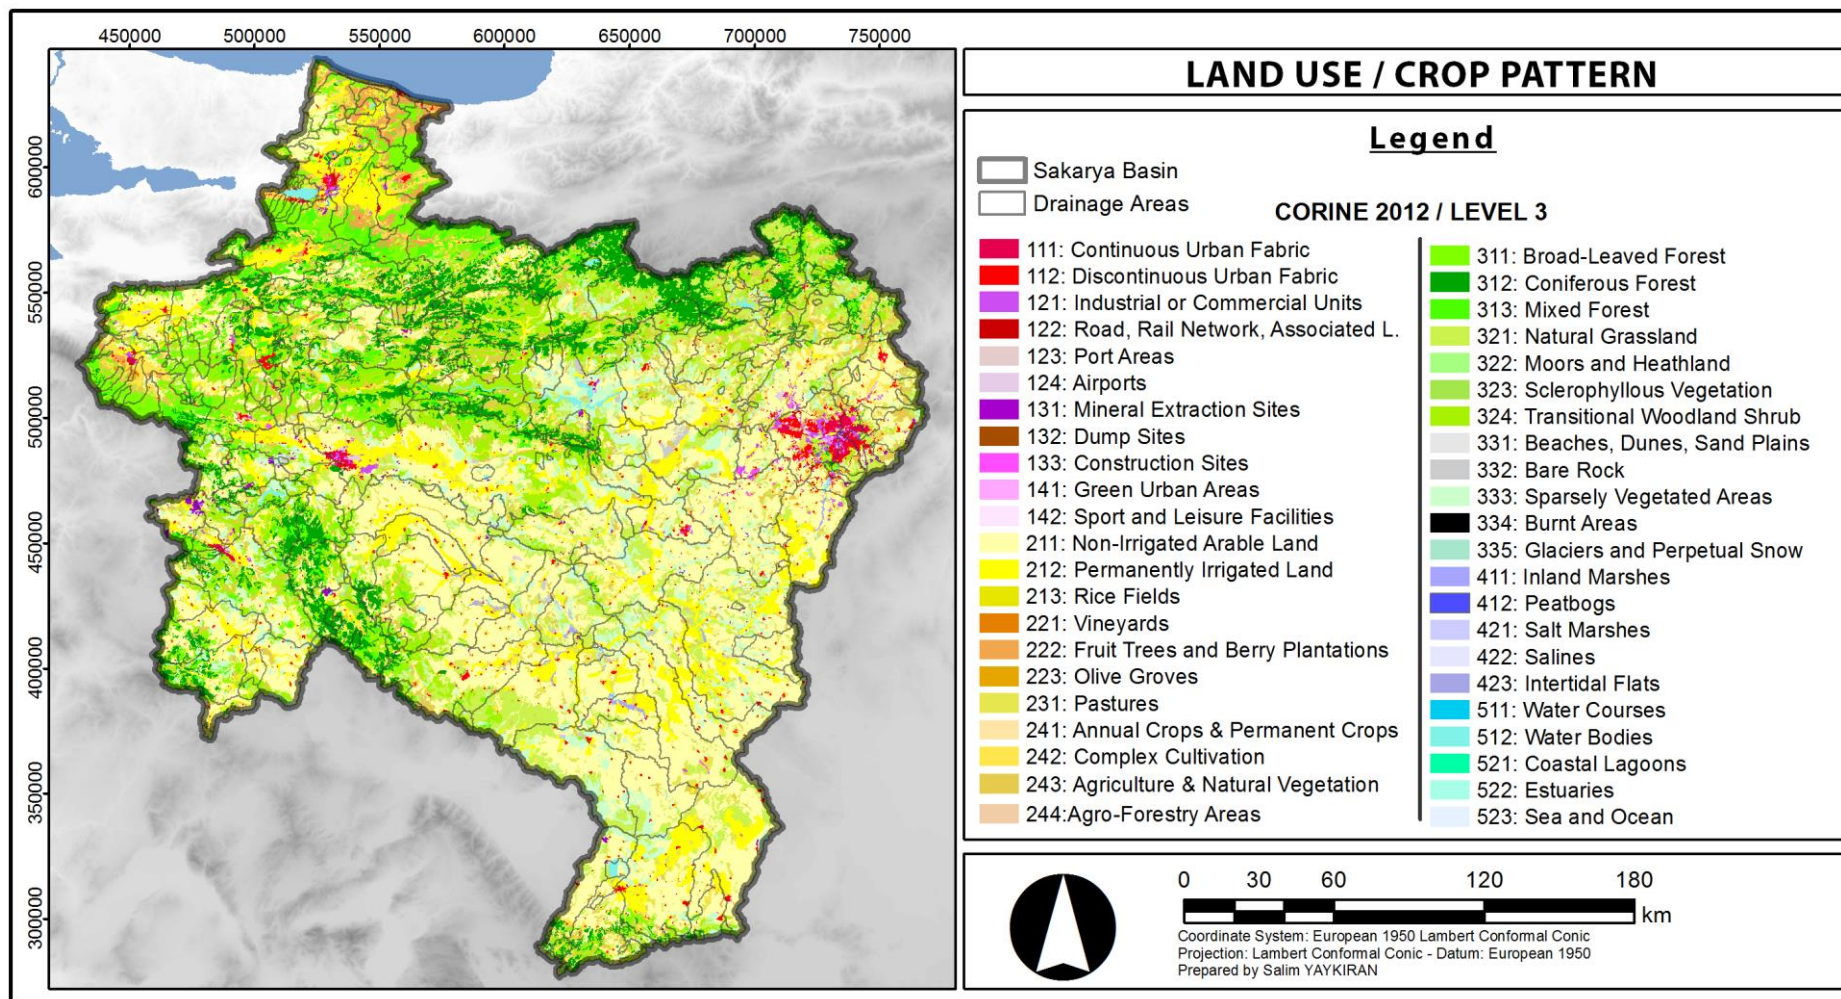 450000 500000 550000 600000 650000 700000 750000
600000
550000
500000
450000
400000
350000
300000
LAND USE / CROP PATTERN
Legend
Sakarya Basin
Drainage Areas
CORINE 2012 / LEVEL 3
111: Continuous Urban Fabric
112: Discontinuous Urban Fabric
121: Industrial or Commercial Units
122: Road, Rail Network, Associated L.
123: Port Areas
124: Airports
131: Mineral Extraction Sites
132: Dump Sites
133: Construction Sites
141: Green Urban Areas
142: Sport and Leisure Facilities
211: Non-Irrigated Arable Land
212: Permanently Irrigated Land
213: Rice Fields
221: Vineyards
222: Fruit Trees and Berry Plantations
223: Olive Groves
231: Pastures
241: Annual Crops & Permanent Crops
242: Complex Cultivation
243: Agriculture & Natural Vegetation
244:Agro-Forestry Areas
311: Broad-Leaved Forest
312: Coniferous Forest
313: Mixed Forest
321: Natural Grassland
322: Moors and Heathland
323: Sclerophyllous Vegetation
324: Transitional Woodland Shrub
331: Beaches, Dunes, Sand Plains
332: Bare Rock
333: Sparsely Vegetated Areas
334: Burnt Areas
335: Glaciers and Perpetual Snow
411: Inland Marshes
412: Peatbogs
421: Salt Marshes
422: Salines
423: Intertidal Flats
511: Water Courses
512: Water Bodies
521: Coastal Lagoons
522: Estuaries
523: Sea and Ocean
0 30 60 120 180
km
Coordinate System: European 1950 Lambert Conformal Conic
Projection: Lambert Conformal Conic - Datum: European 1950
Prepared by Salim YAYKIRAN